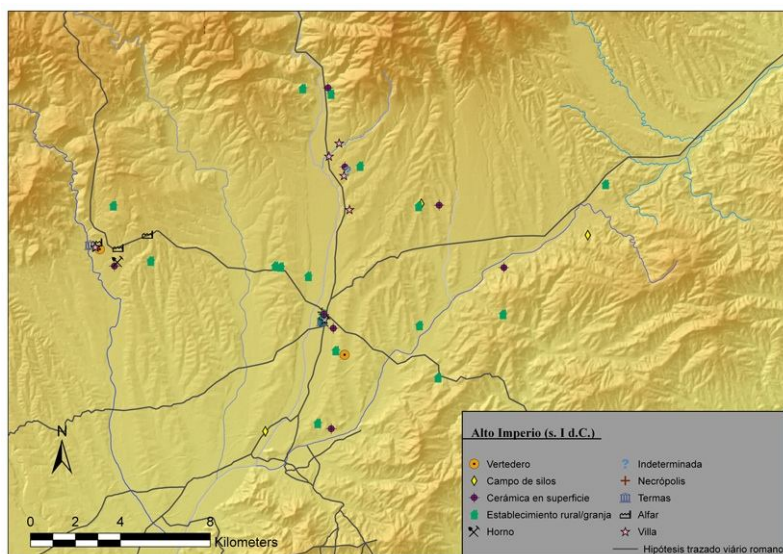 N
0 2 4 8
Kilometers
Alto Imperio (s. I d.C.)
Vertedero
Campo de silos
Cerámica en superficie
Establecimiento rural/granja
Horno
Indeterminada
Necrópolis
Termas
Alfar
Villa
Hipótesis trazado viário romano